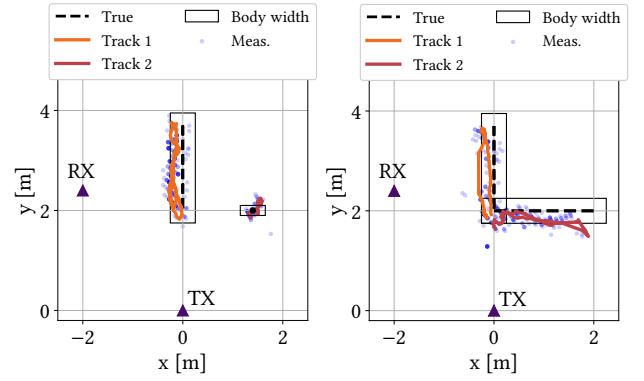 True
Body width
Track 1
Meas.
Track 2
4
RX
y [m]
2
TX
0
−2
0
2
x [m]
True
Body width
Track 1
Meas.
Track 2
4
RX
y [m]
2
TX
0
−2
0
2
x [m]